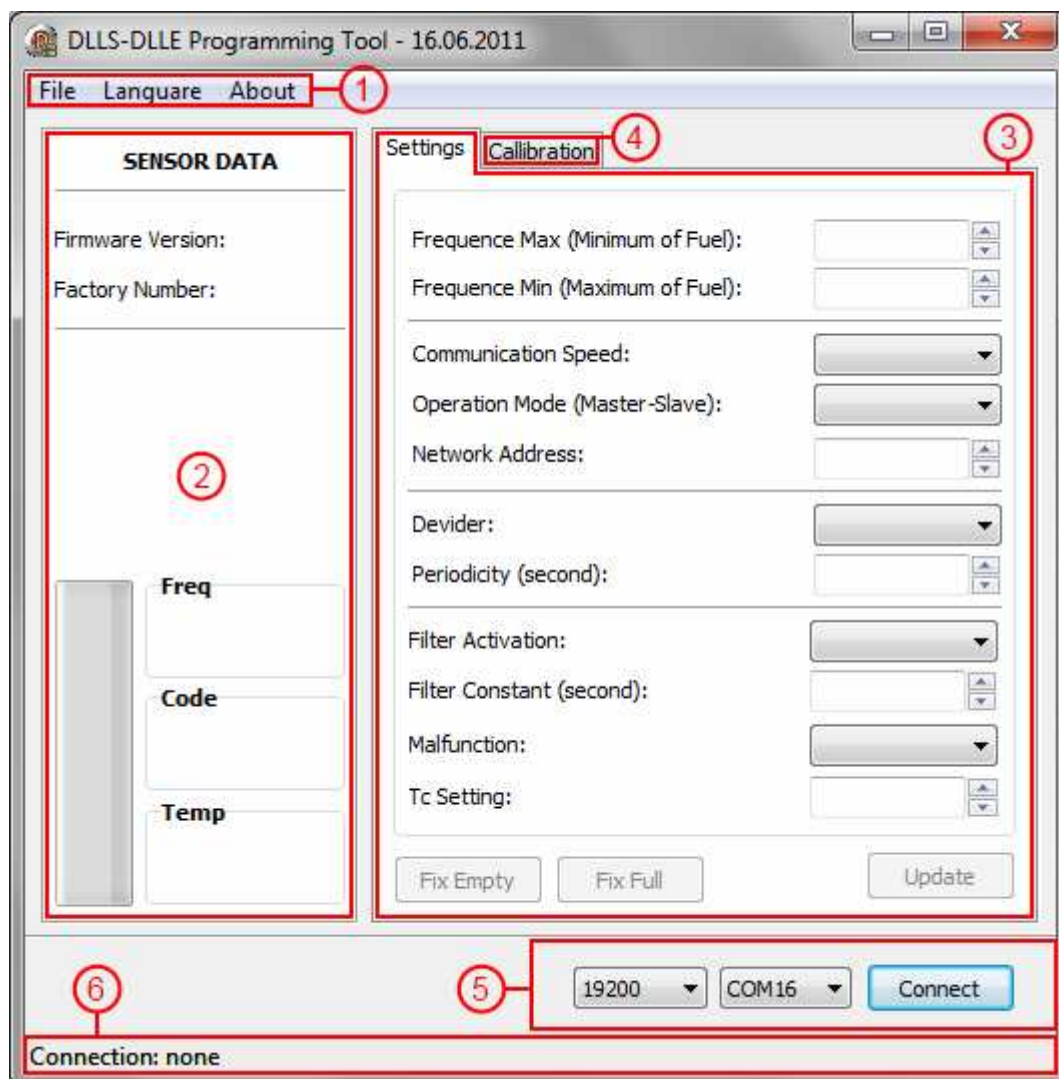 DLLS-DLLE Programming Tool - 16.06.2011
File Languare About 1
SENSOR DATA
Firmware Version:
Factory Number:
2
Freq
Code
Temp
Settings Callibration 4
3
Frequence Max (Minimum of Fuel):
Frequence Min (Maximum of Fuel):
Communication Speed:
Operation Mode (Master-Slave):
Network Address:
Devider:
Periodicity (second):
Filter Activation:
Filter Constant (second):
Malfunction:
Tc Setting:
Fix Empty Fix Full Update
6
5 19200 COM16 Connect
Connection: none